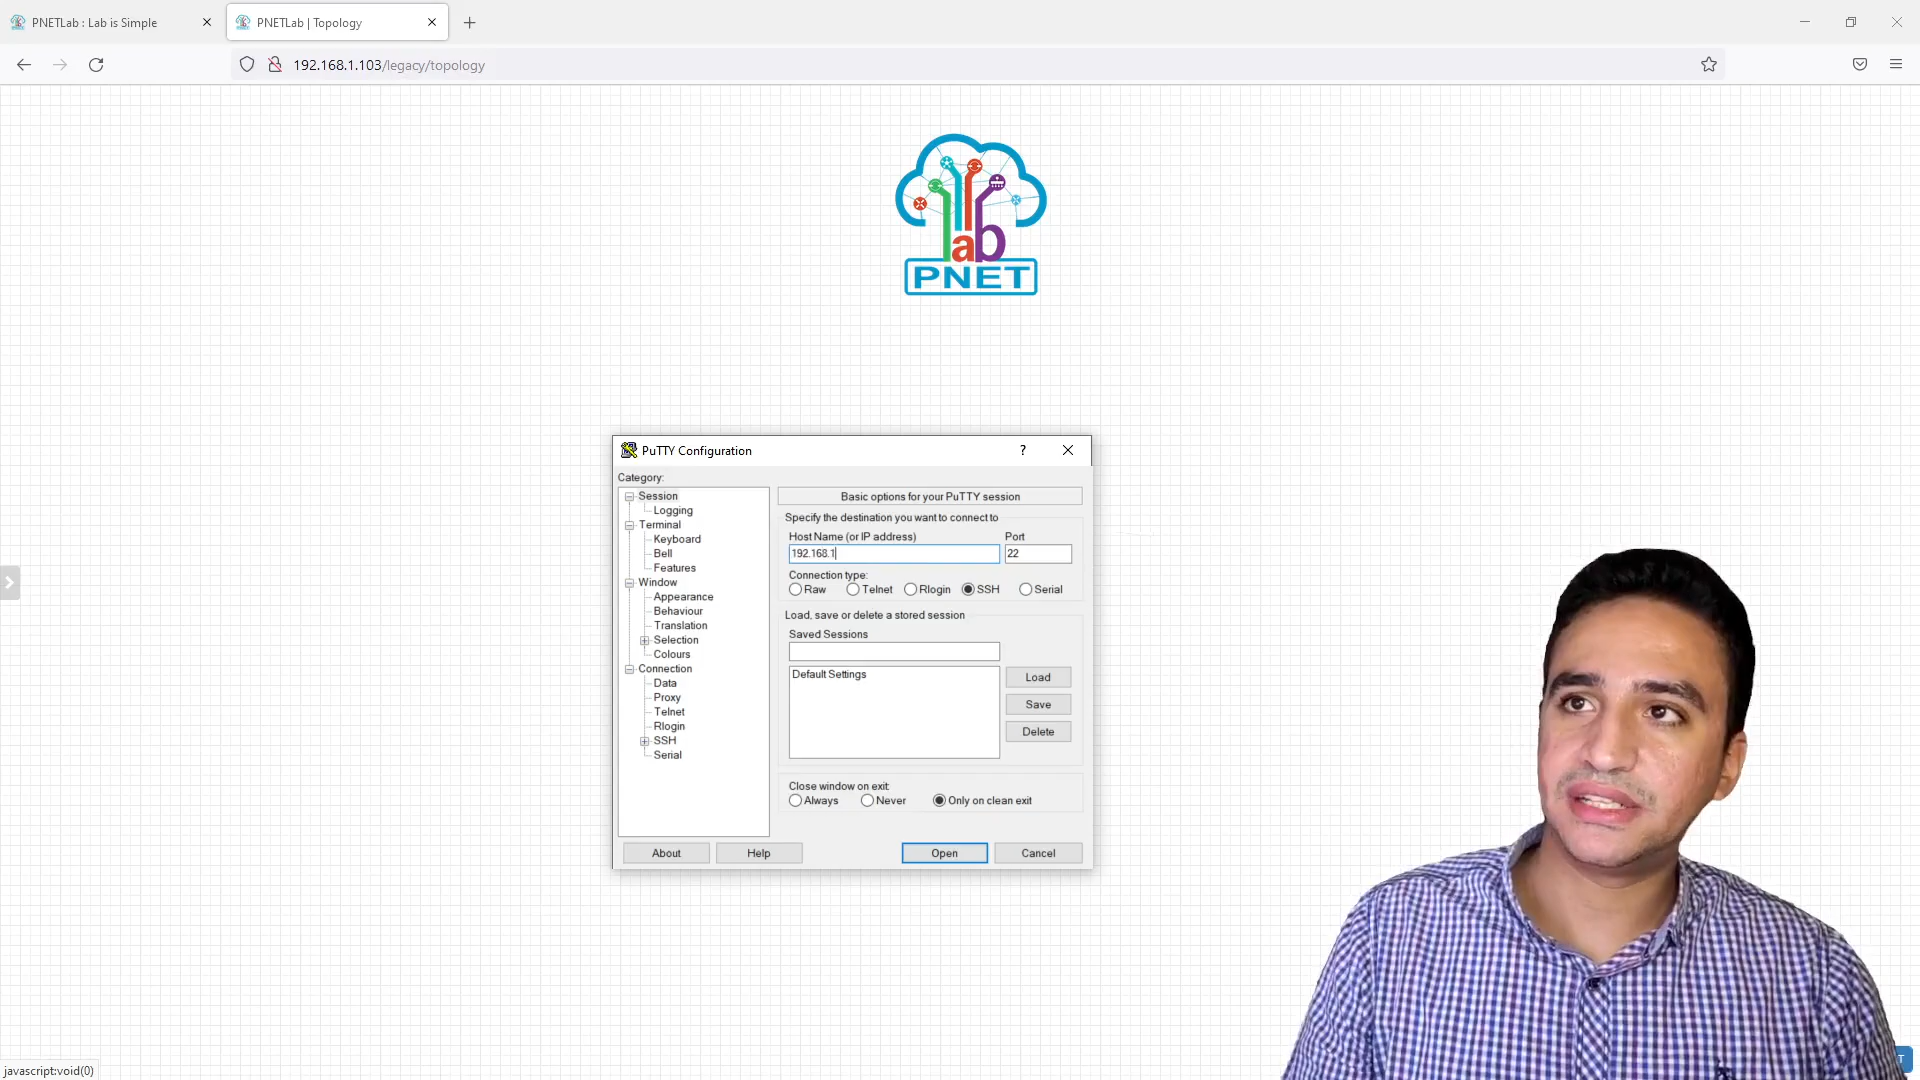 PNETLab : Lab is Simple
PNETLab | Topology
192.168.1.103/legacy/topology
lab
PNET
PuTTY Configuration
?
Category:
Session
Logging
Terminal
Keyboard
Bell
Features
Window
Appearance
Behaviour
Translation
Selection
Colours
Connection
Data
Proxy
Telnet
Rlogin
SSH
Serial
Basic options for your PuTTY session
Specify the destination you want to connect to
Host Name (or IP address) Port
192.168.1 22
Connection type:
Raw Telnet Rlogin SSH Serial
Load, save or delete a stored session
Saved Sessions
Default Settings
Load
Save
Delete
Close window on exit:
Always Never Only on clean exit
About Help Open Cancel
javascript:void(0)
T